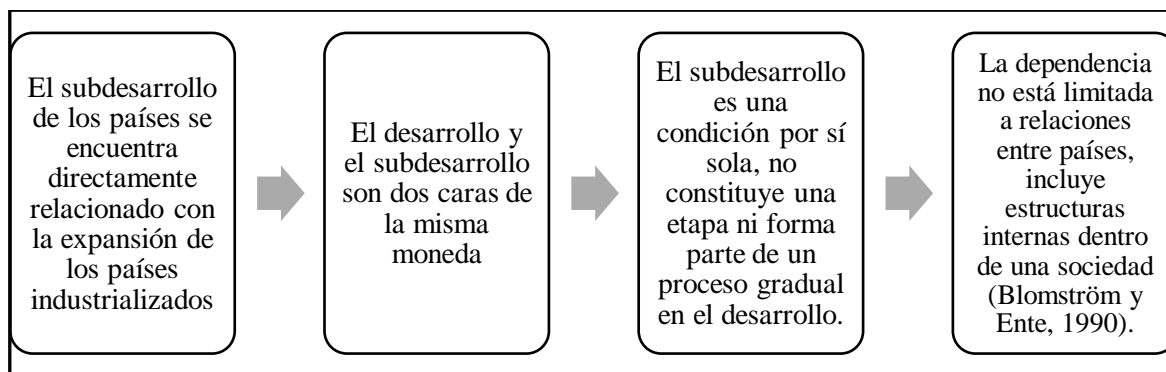 El subdesarrollo
de los países se
encuentra
directamente
relacionado con
la expansión de
los países
industrializados
El desarrollo y
el subdesarrollo
son dos caras de
la misma
moneda
El subdesarrollo
es una
condición por sí
sola, no
constituye una
etapa ni forma
parte de un
proceso gradual
en el desarrollo.
La dependencia
no está limitada
a relaciones
entre países,
incluye
estructuras
internas dentro
de una sociedad
(Blomström y
Ente, 1990).